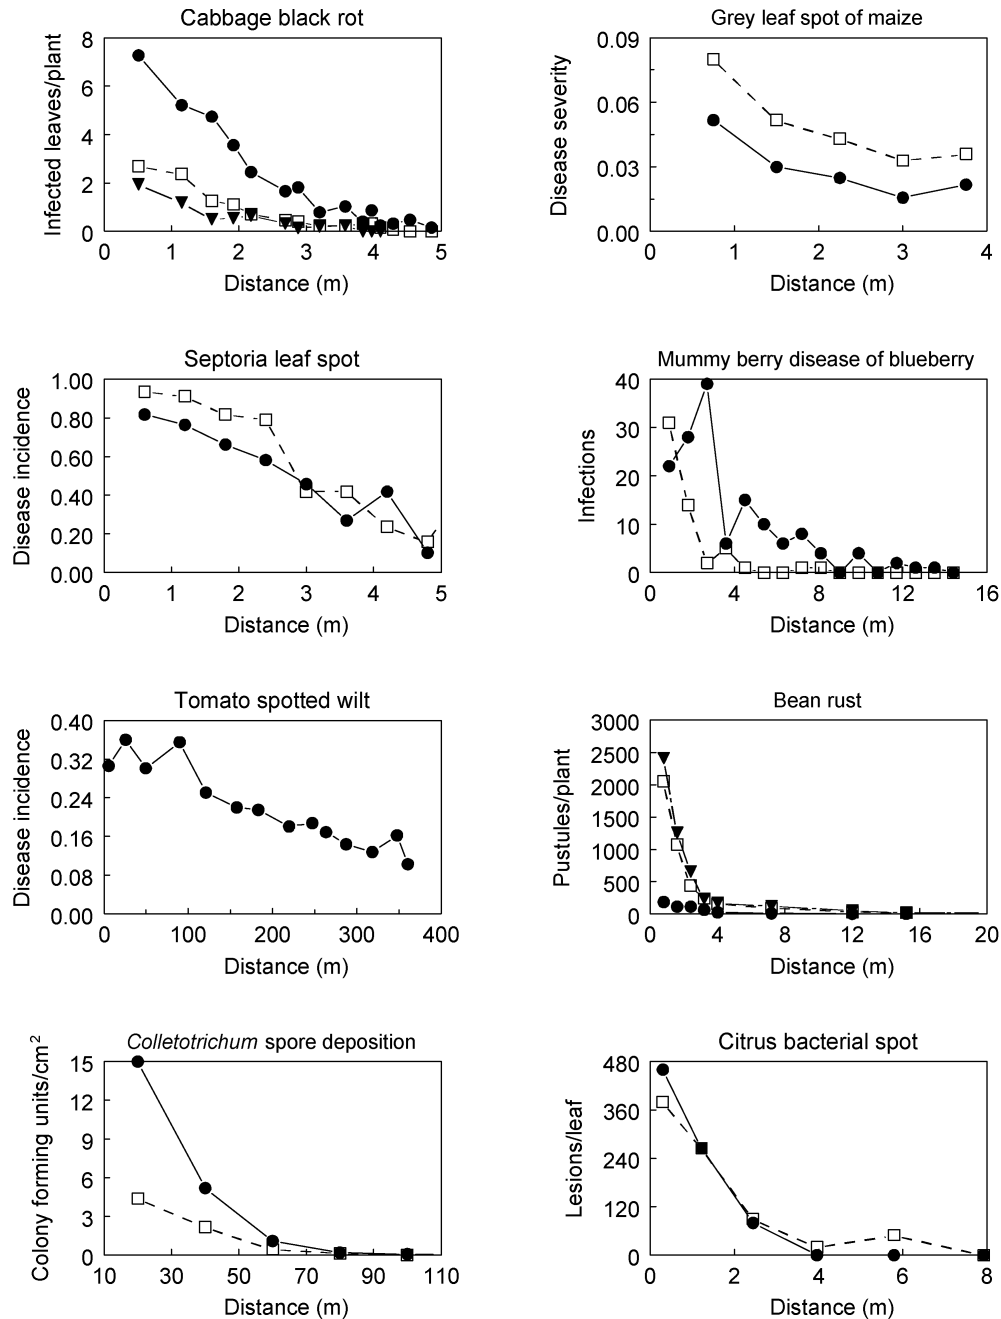 Cabbage black rot
Infected leaves/plant
8
6
4
2
0
0 1 2 3 4 5
Distance (m)
Grey leaf spot of maize
Disease severity
0.09
0.06
0.03
0.00
0 1 2 3 4
Distance (m)
Septoria leaf spot
Disease incidence
1.00
0.80
0.60
0.40
0.20
0.00
0 1 2 3 4 5
Distance (m)
Mummy berry disease of blueberry
Infections
40
30
20
10
0
0 4 8 12 16
Distance (m)
Tomato spotted wilt
Disease incidence
0.40
0.32
0.24
0.16
0.08
0.00
0 100 200 300 400
Distance (m)
Bean rust
Pustules/plant
3000
2500
2000
1500
1000
500
0
0 4 8 12 16 20
Distance (m)
Colletotrichum spore deposition
Colony forming units/cm²
15
12
9
6
3
0
10 30 50 70 90 110
Distance (m)
Citrus bacterial spot
Lesions/leaf
480
360
240
120
0
0 2 4 6 8
Distance (m)